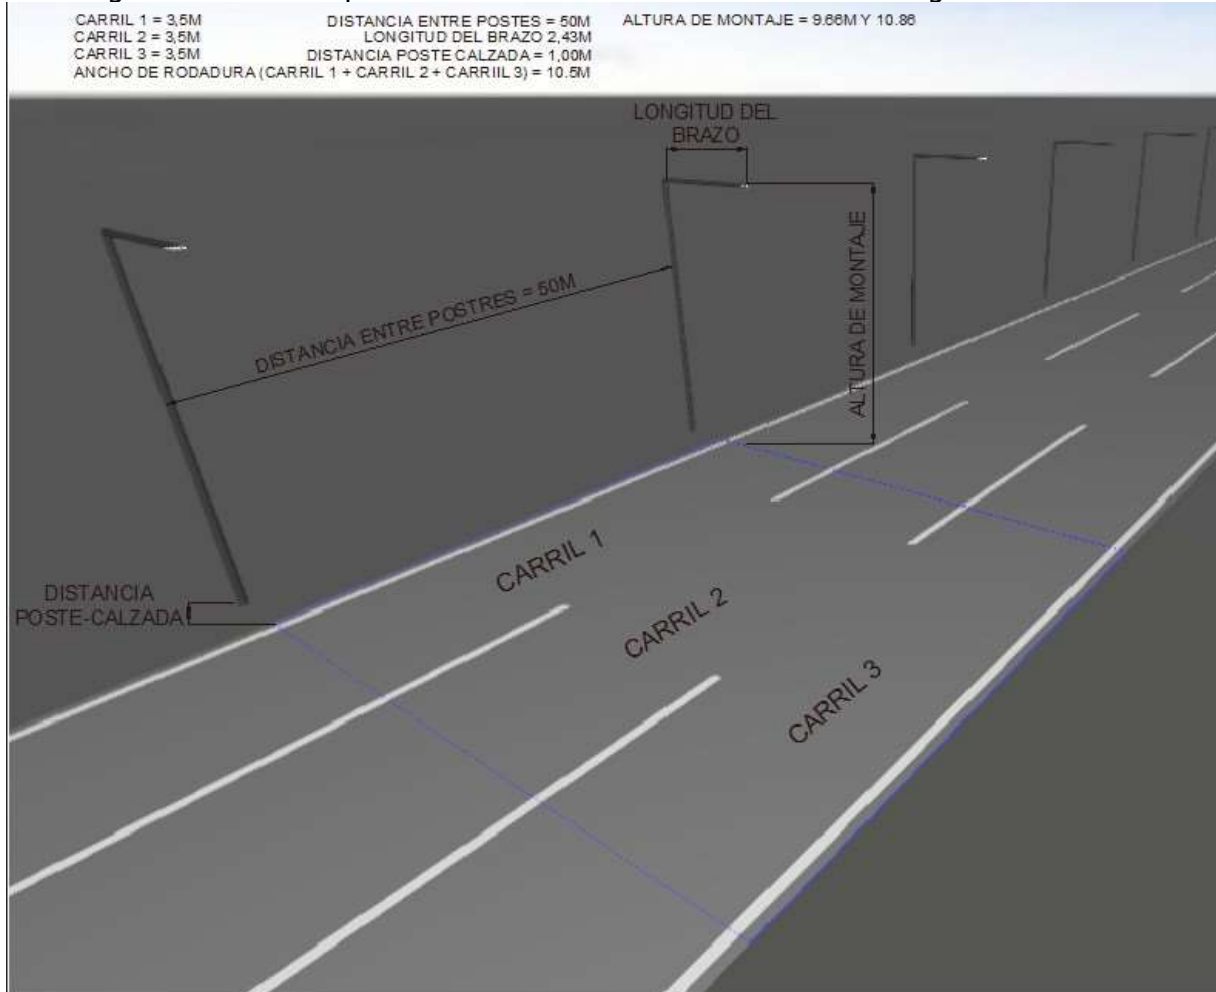 CARRIL 1 = 3,5M DISTANCIA ENTRE POSTES = 50M ALTURA DE MONTAJE = 9.66M Y 10.86
CARRIL 2 = 3,5M LONGITUD DEL BRAZO 2,43M
CARRIL 3 = 3,5M DISTANCIA POSTE CALZADA = 1,00M
ANCHO DE RODADURA (CARRIL 1 + CARRIL 2 + CARRIIL 3) = 10.5M
LONGITUD DEL
BRAZO
DISTANCIA ENTRE POSTRES = 50M
ALTURA DE MONTAJE
CARRIL 1
DISTANCIA
POSTE-CALZADA
CARRIL 2
CARRIL 3